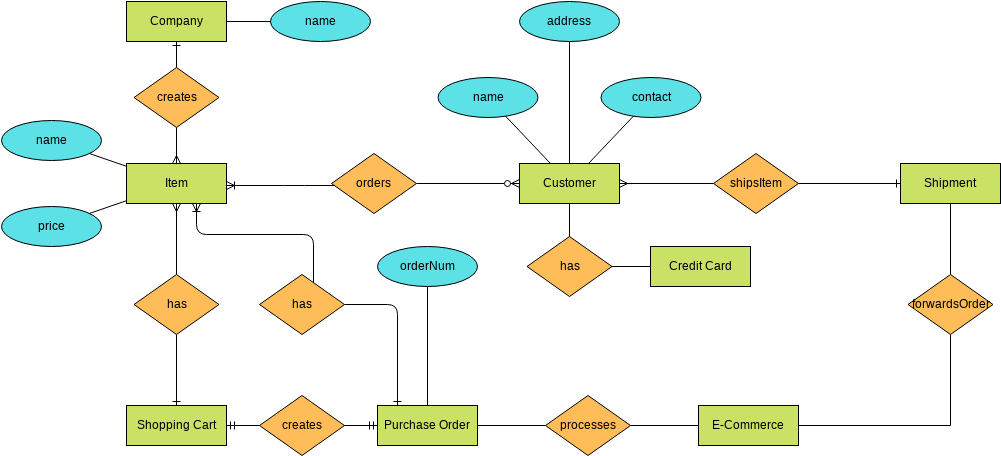 Company
name
address
creates
name
contact
name
Item
orders
Customer
shipsItem
Shipment
price
orderNum
has
Credit Card
has
has
forwardsOrder
Shopping Cart
creates
Purchase Order
processes
E-Commerce